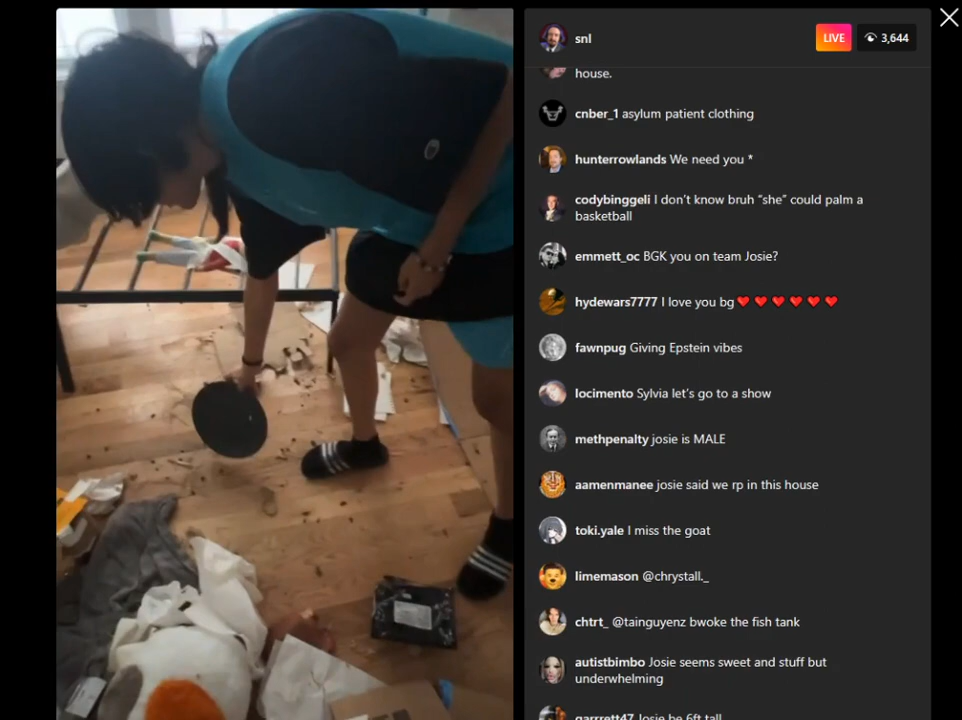 snl
LIVE
3,644
house.
cnber_1 asylum patient clothing
hunterrowlands We need you *
codybinggeli I don't know bruh "she" could palm a
basketball
emmett_oc BGK you on team Josie?
hydewars7777 I love you bg❤️❤️❤️❤️❤️❤️
fawnpug Giving Epstein vibes
locimento Sylvia let's go to a show
methpenalty josie is MALE
aamenmanee josie said we rp in this house
toki.yale I miss the goat
limemason @chrystall._
chtrt_ @tainguyenz bwoke the fish tank
autistbimbo Josie seems sweet and stuff but
underwhelming
garrrett47 Josie be 6ft tall